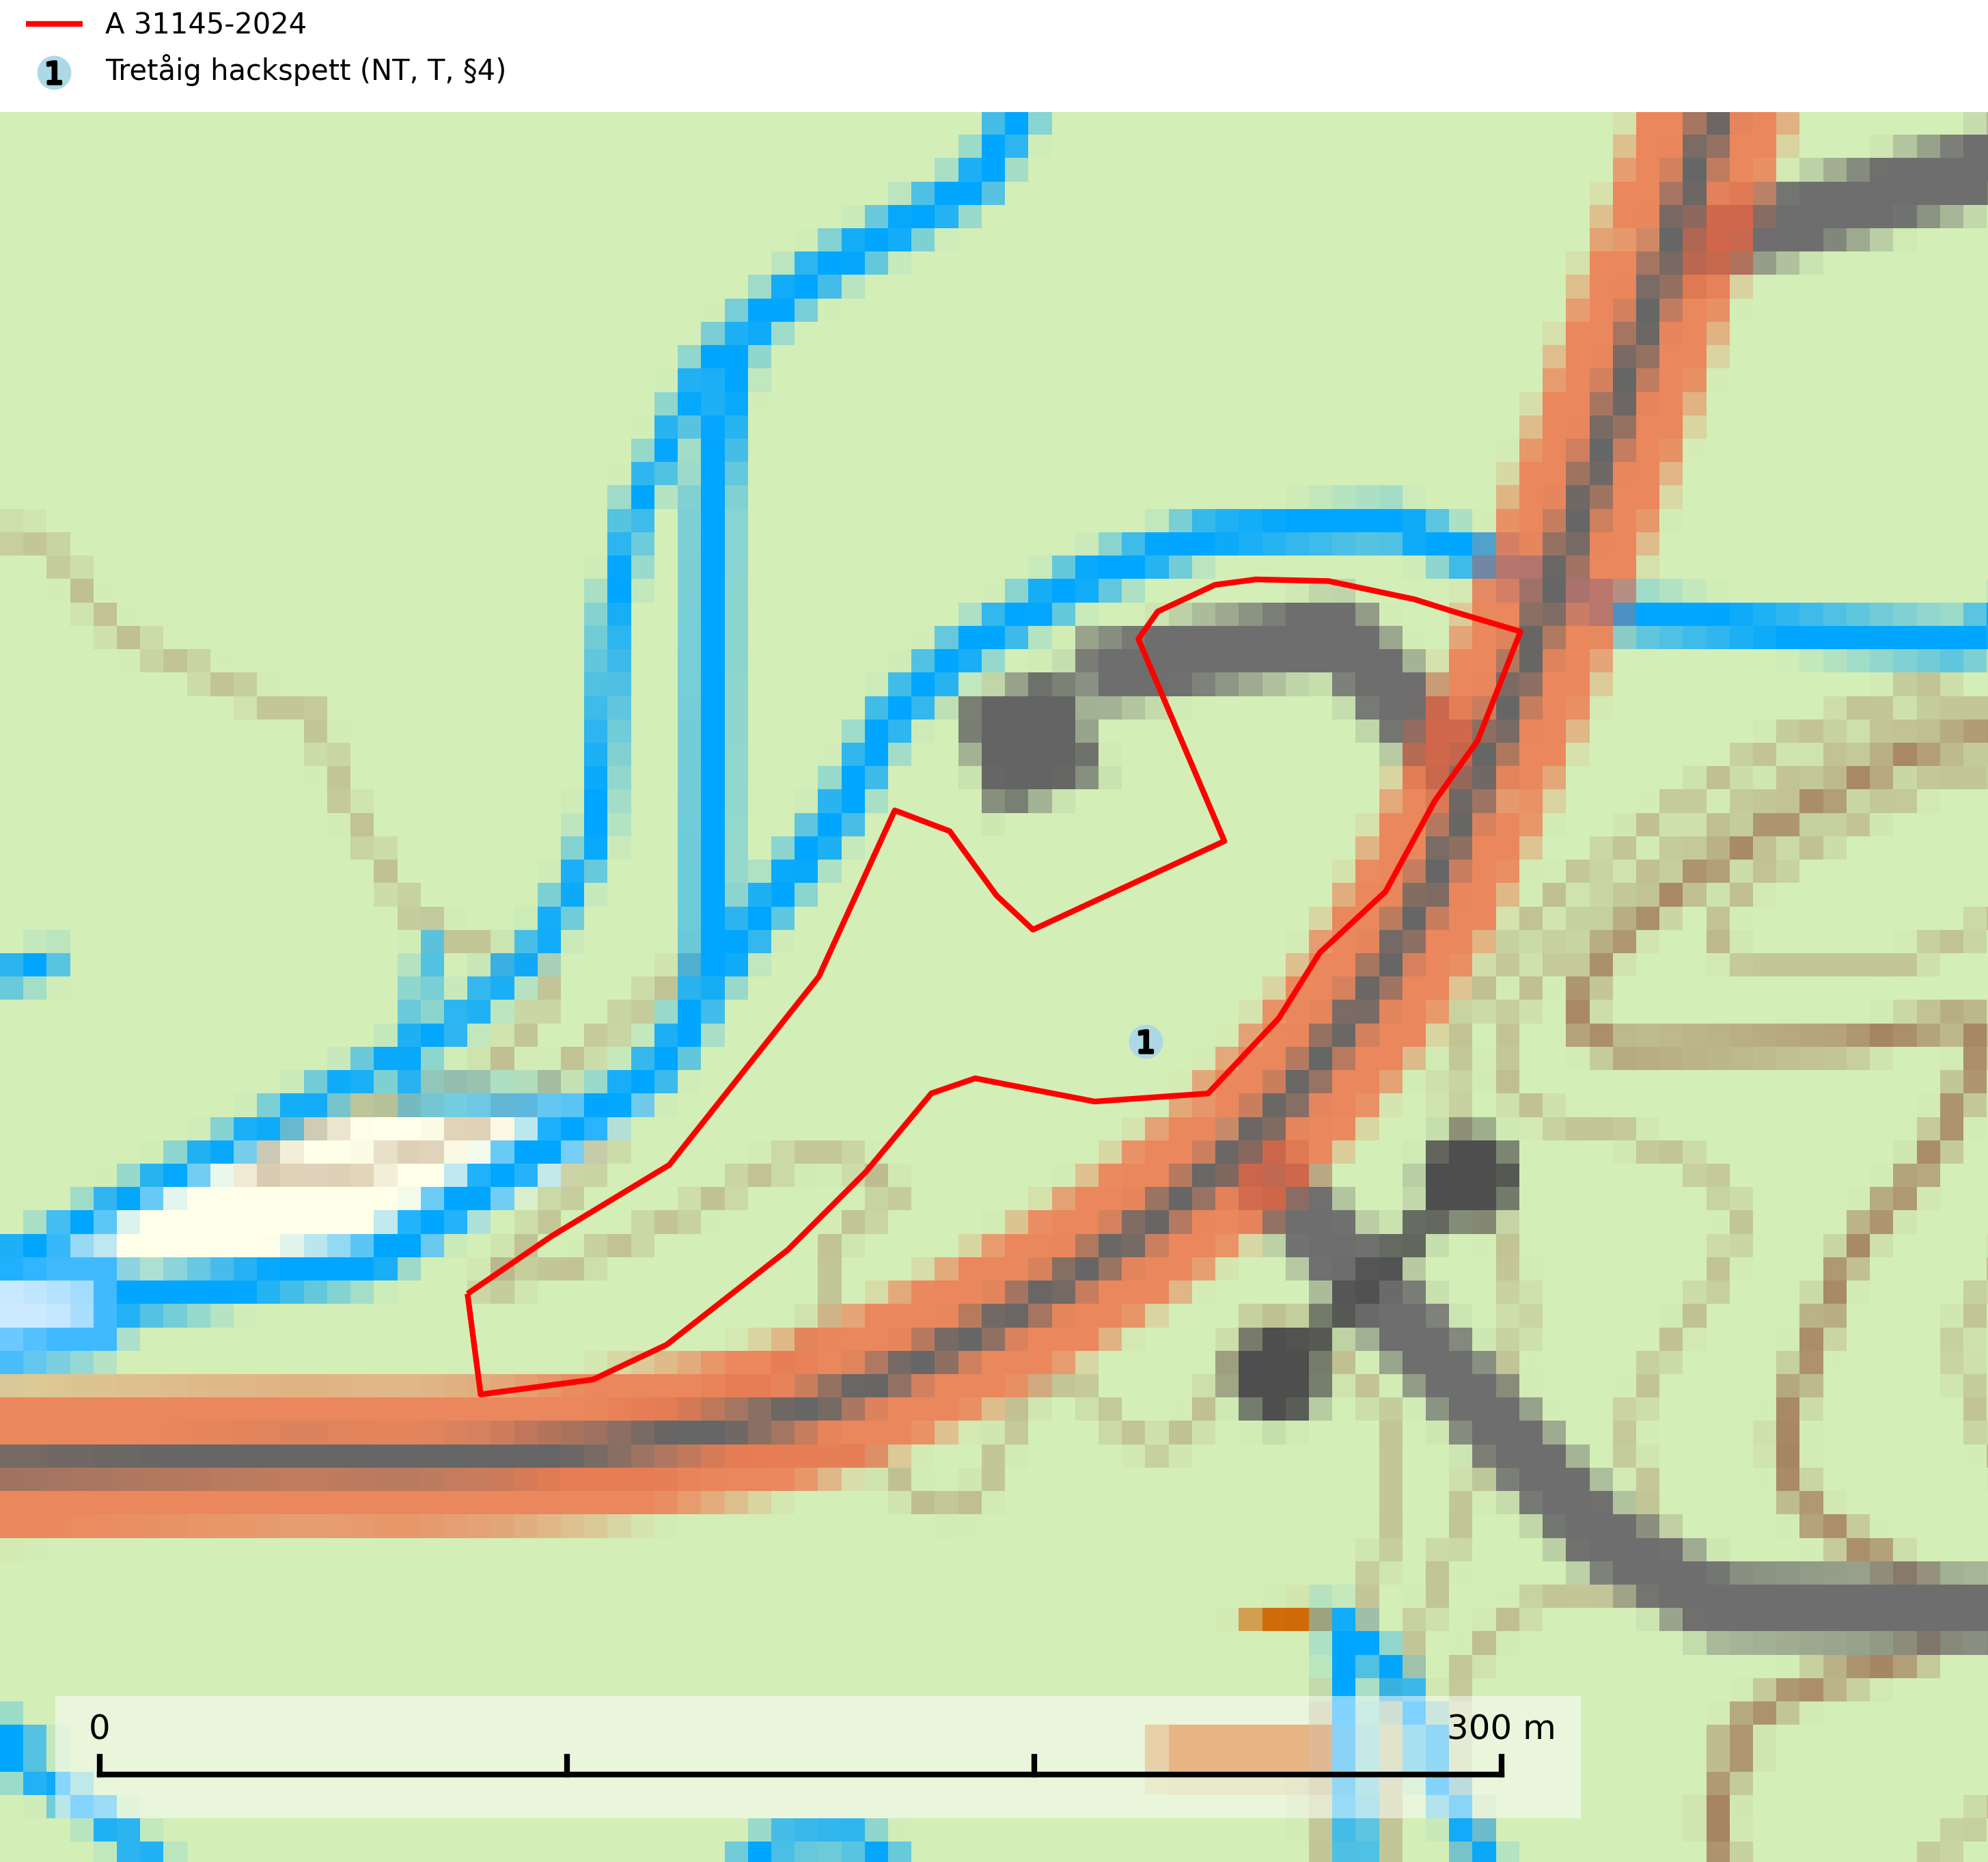 A 31145-2024
1 Tretåig hackspett (NT, T, §4)
1
0 300 m